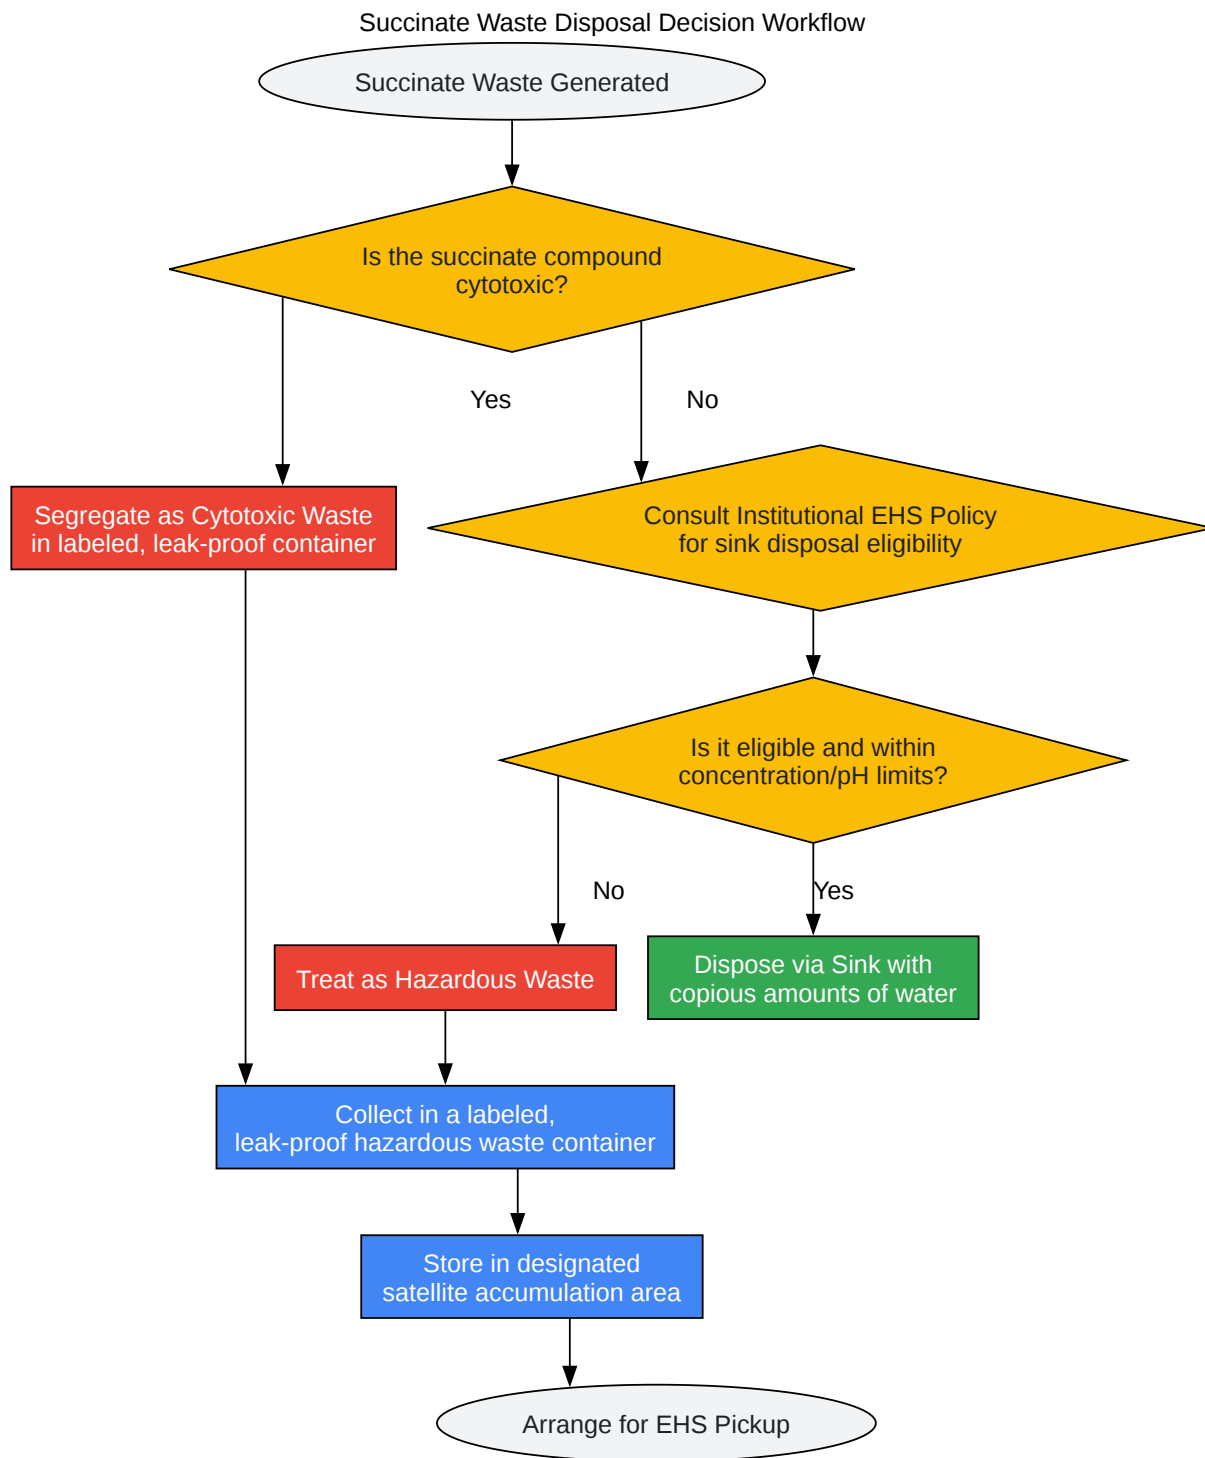 Succinate Waste Disposal Decision Workflow
Succinate Waste Generated
Is the succinate compound
cytotoxic?
Yes
No
Segregate as Cytotoxic Waste
in labeled, leak-proof container
Consult Institutional EHS Policy
for sink disposal eligibility
Is it eligible and within
concentration/pH limits?
No
Yes
Treat as Hazardous Waste
Dispose via Sink with
copious amounts of water
Collect in a labeled,
leak-proof hazardous waste container
Store in designated
satellite accumulation area
Arrange for EHS Pickup